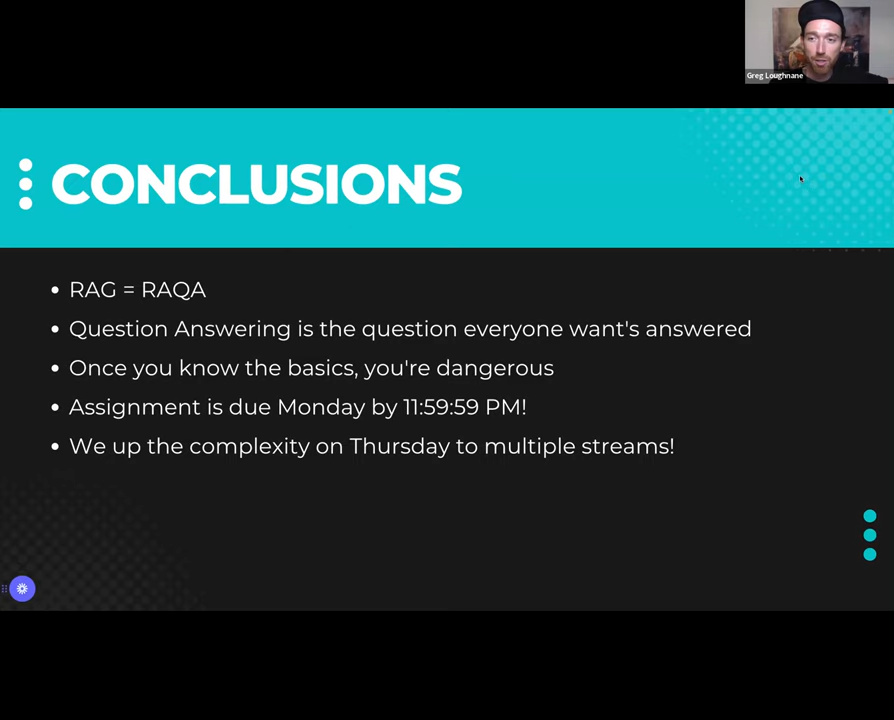 Greg Loughnane
CONCLUSIONS
RAG = RAQA
Question Answering is the question everyone want's answered
Once you know the basics, you're dangerous
Assignment is due Monday by 11:59:59 PM!
We up the complexity on Thursday to multiple streams!